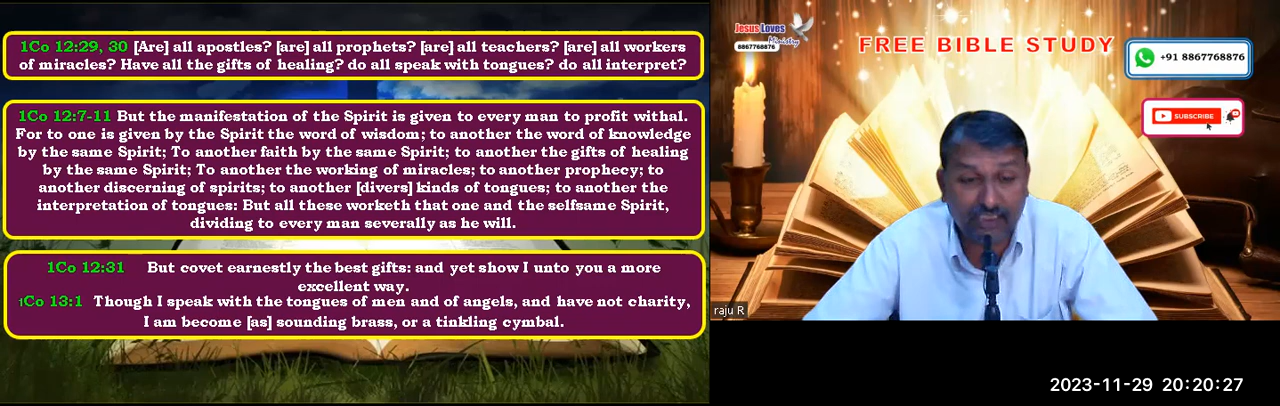 1Co 12:29, 30 [Are] all apostles? [are] all prophets? [are] all teachers? [are] all workers
of miracles? Have all the gifts of healing? do all speak with tongues? do all interpret?
1Co 12:7-11 But the manifestation of the Spirit is given to every man to profit withal.
For to one is given by the Spirit the word of wisdom; to another the word of knowledge
by the same Spirit; To another faith by the same Spirit; to another the gifts of healing
by the same Spirit; To another the working of miracles; to another prophecy; to
another discerning of spirits; to another [divers] kinds of tongues; to another the
interpretation of tongues: But all these worketh that one and the selfsame Spirit,
dividing to every man severally as he will.
1Co 12:31 But covet earnestly the best gifts: and yet show I unto you a more
excellent way.
1Co 13:1 Though I speak with the tongues of men and of angels, and have not charity,
I am become [as] sounding brass, or a tinkling cymbal.
Jesus Loves
Ministry
8867768876
FREE BIBLE STUDY
+91 8867768876
SUBSCRIBE
raju R
2023-11-29 20:20:27